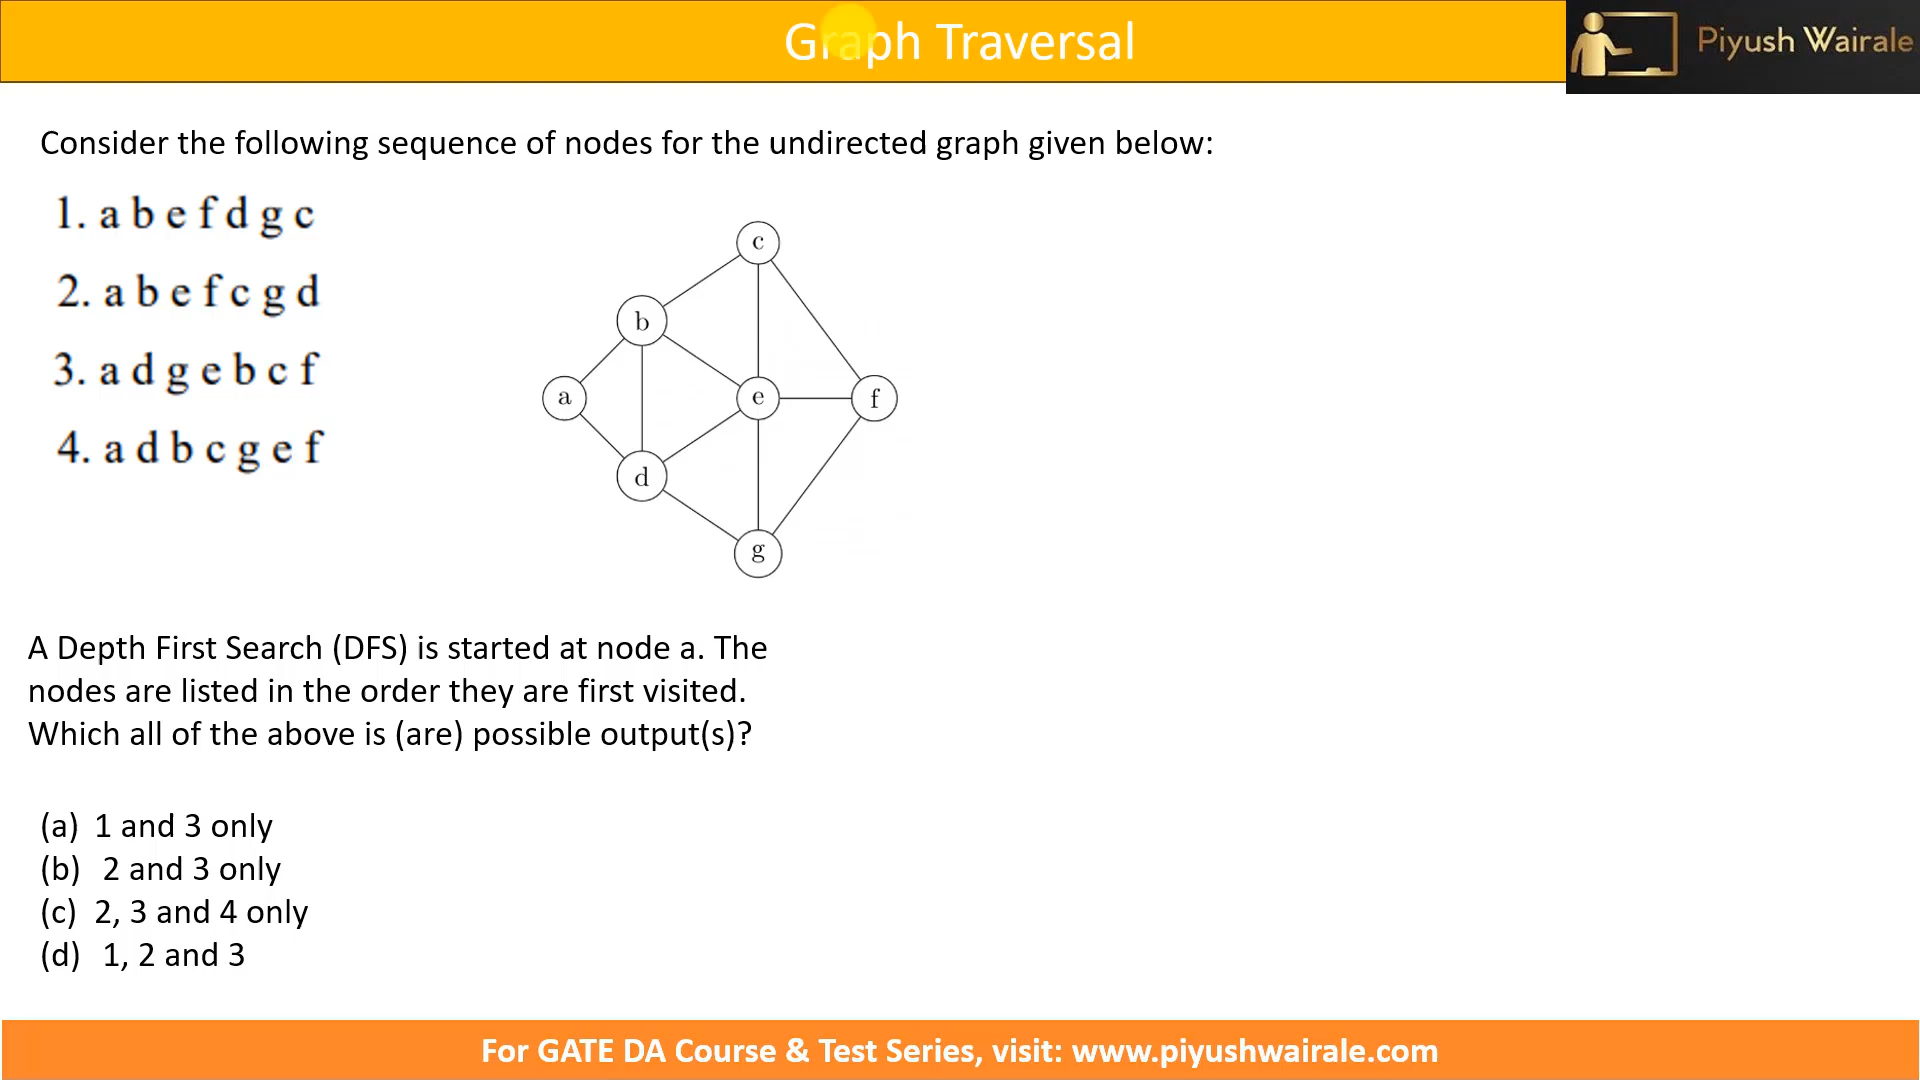 Graph Traversal
Piyush Wairale
Consider the following sequence of nodes for the undirected graph given below:
1. a b e f d g c
2. a b e f c g d
3. a d g e b c f
4. a d b c g e f
c
b
a
e
f
d
g
A Depth First Search (DFS) is started at node a. The
nodes are listed in the order they are first visited.
Which all of the above is (are) possible output(s)?
(a) 1 and 3 only
(b) 2 and 3 only
(c) 2, 3 and 4 only
(d) 1, 2 and 3
For GATE DA Course & Test Series, visit: www.piyushwairale.com